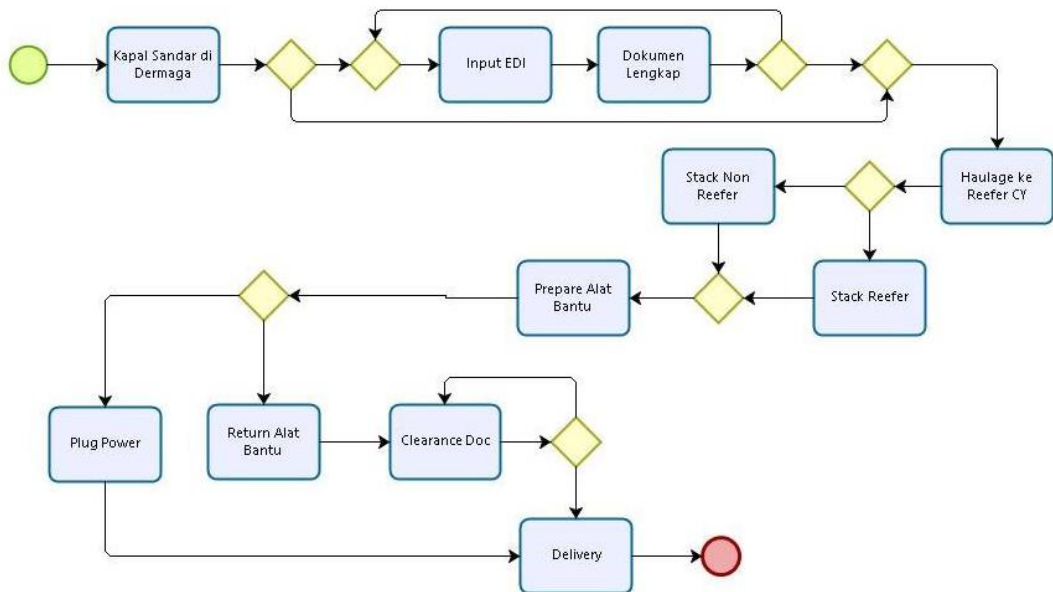 Kapal Sandar di
Dermaga
Input EDI
Dokumen
Lengkap
Stack Non
Reefer
Haulage ke
Reefer CY
Prepare Alat
Bantu
Stack Reefer
Plug Power
Return Alat
Bantu
Clearance Doc
Delivery